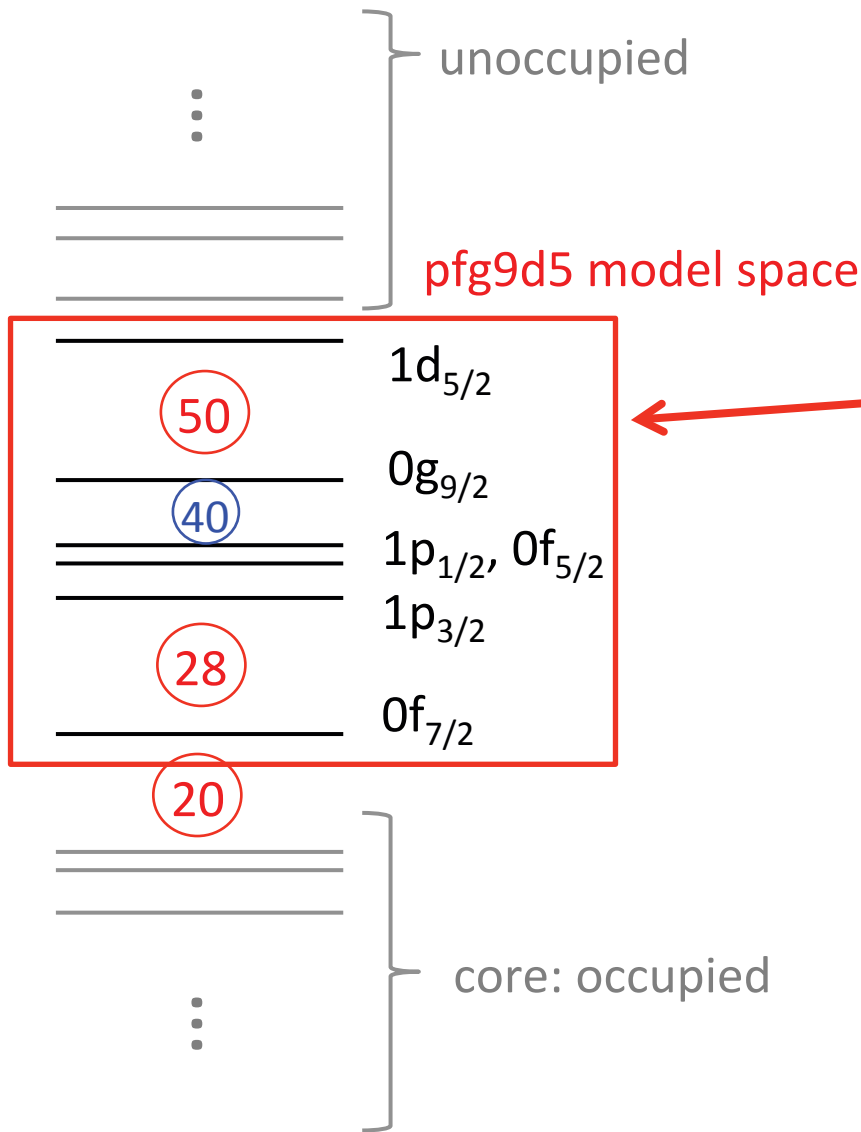 unoccupied
pfg9d5 model space
1d5/2
50
0g9/2
40
1p1/2, 0f5/2
1p3/2
28
0f7/2
20
core: occupied